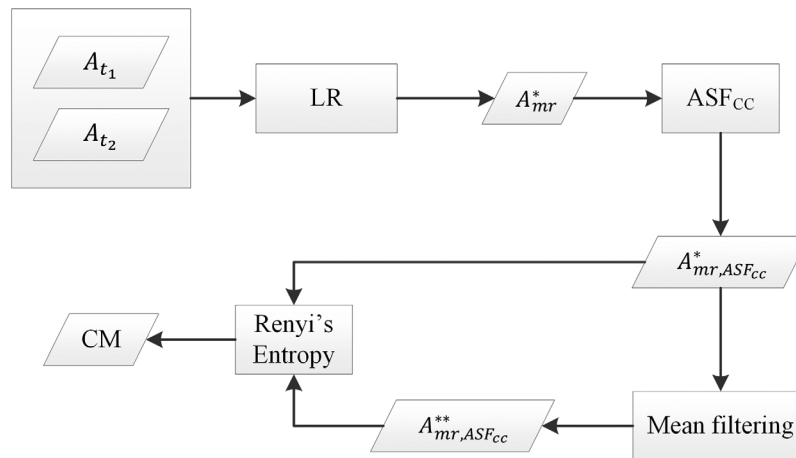 A_{t_1}
A_{t_2}
LR
A^*_{mr}
ASF_{CC}
A^*_{mr,ASF_{cc}}
Renyi's
Entropy
CM
A^{**}_{mr,ASF_{cc}}
Mean filtering